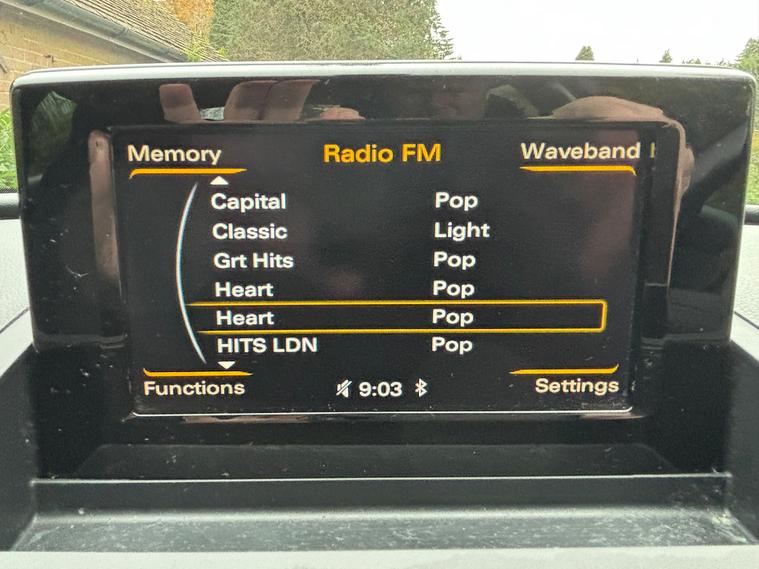 Memory Radio FM Waveband
Capital Pop
Classic Light
Grt Hits Pop
Heart Pop
Heart Pop
HITS LDN Pop
Functions 9:03 Settings